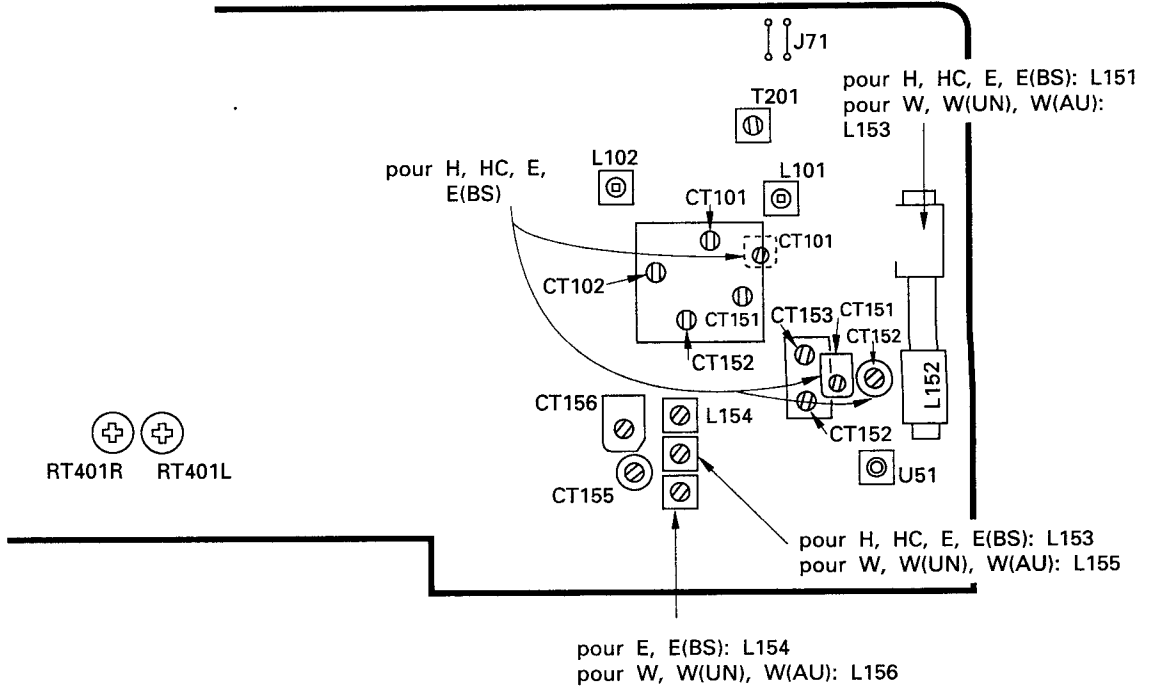 J71
pour H, HC, E, E(BS): L151
pour W, W(UN), W(AU):
L153
T201
L102
pour H, HC, E,
E(BS)
L101
CT101
CT101
CT102
CT151
CT153
CT151
CT152
CT152
L152
CT156
L154
CT152
RT401R
RT401L
CT155
U51
pour H, HC, E, E(BS): L153
pour W, W(UN), W(AU): L155
pour E, E(BS): L154
pour W, W(UN), W(AU): L156